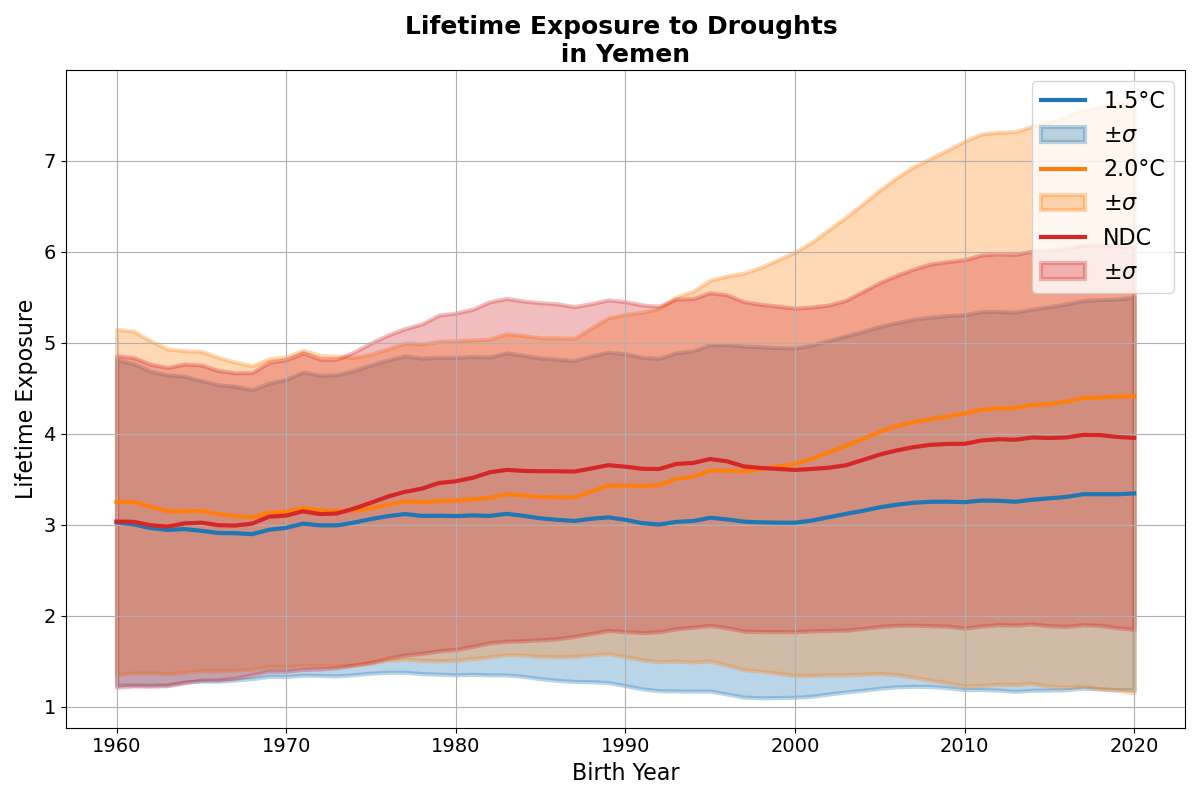 Lifetime Exposure to Droughts
in Yemen
Lifetime Exposure
7
6
5
4
3
2
1
1960 1970 1980 1990 2000 2010 2020
Birth Year
1.5°C
±σ
2.0°C
±σ
NDC
±σ